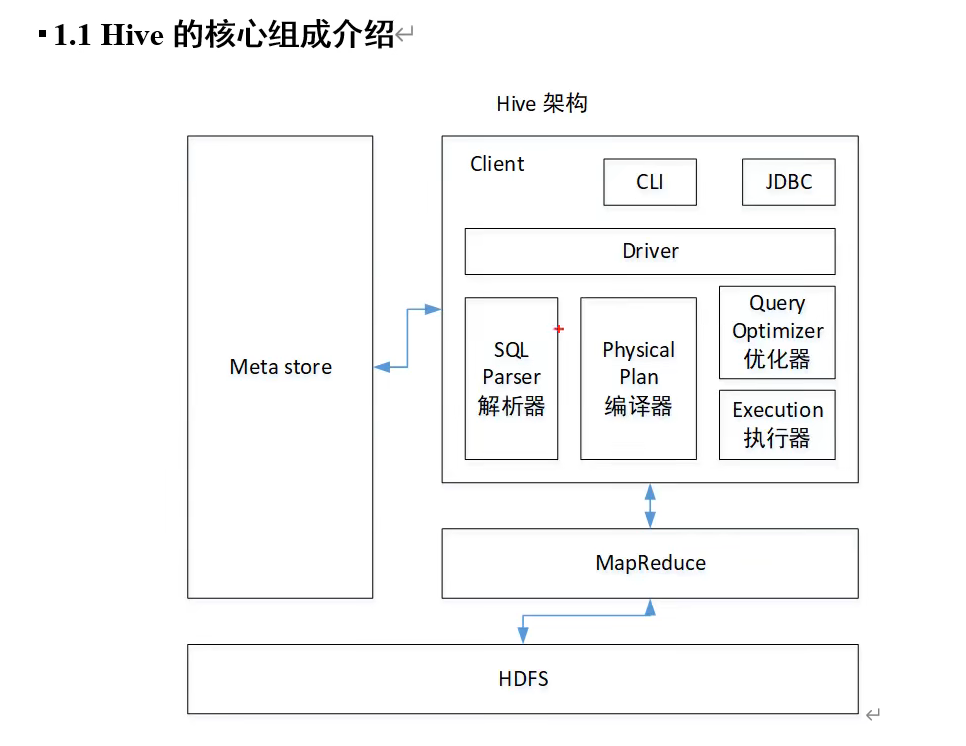 ▪1.1 Hive 的核心组成介绍↵
Hive 架构
Meta store
Client
CLI
JDBC
Driver
SQL
Parser
解析器
Physical
Plan
编译器
Query
Optimizer
优化器
Execution
执行器
MapReduce
HDFS
↵